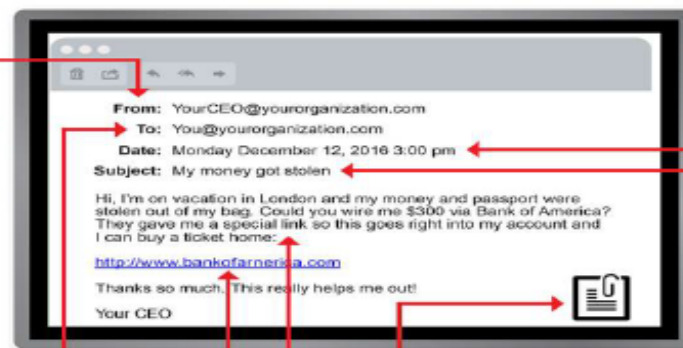 From: YourCEO@yourorganization.com
To: You@yourorganization.com
Date: Monday December 12, 2016 3:00 pm
Subject: My money got stolen
Hi, I'm on vacation in London and my money and passport were
stolen out of my bag. Could you wire me $300 via Bank of America?
They gave me a special link so this goes right into my account and
I can buy a ticket home:
http://www.bankofarnerica.com
Thanks so much. This really helps me out!
Your CEO